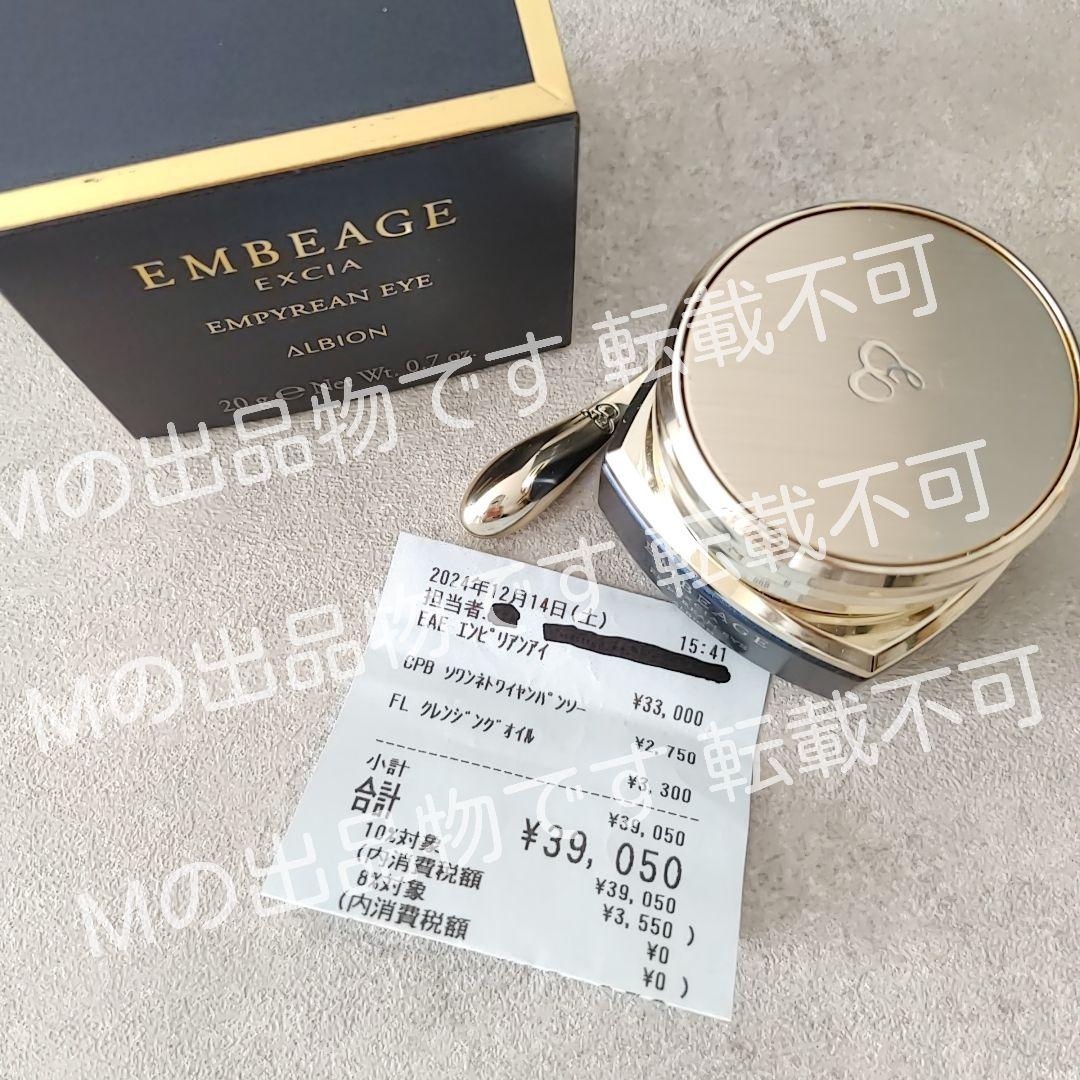 EMBEAGE
EXCIA
EMPYREAN EYE
ALBION
20 g e Net Wt. 0.7 oz.
Mの出品物です 転載不可
Mの出品物です 転載不可
Mの出品物です 転載不可
2024年12月14日(土) 15:41
担当者:
EAE エンピリアンアイ
¥33,000
CPB ソワンネトワイヤンパンソー
¥2,750
FL クレンジングオイル
¥3,300
小計 ¥39,050
合計 ¥39,050
10%対象 ¥39,050
(内消費税額 ¥3,550 )
8%対象 ¥0
(内消費税額 ¥0 )